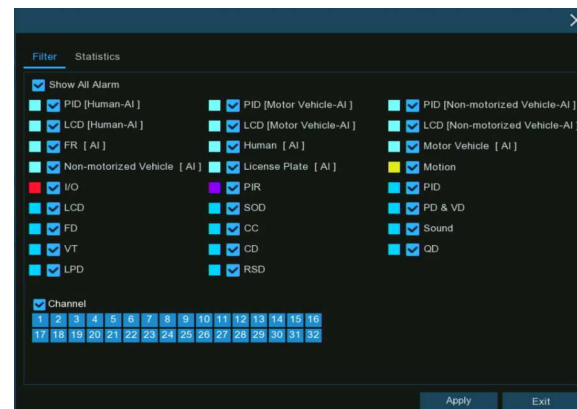 X
Filter Statistics
Show All Alarm
PID [Human-AI ] PID [Motor Vehicle-AI ] PID [Non-motorized Vehicle-AI ]
LCD [Human-AI ] LCD [Motor Vehicle-AI ] LCD [Non-motorized Vehicle-AI ]
FR [ AI ] Human [ AI ] Motor Vehicle [ AI ]
Non-motorized Vehicle [ AI ] License Plate [ AI ] Motion
I/O PIR PID
LCD SOD PD & VD
FD CC Sound
VT CD QD
LPD RSD
Channel
1 2 3 4 5 6 7 8 9 10 11 12 13 14 15 16
17 18 19 20 21 22 23 24 25 26 27 28 29 30 31 32
Apply Exit